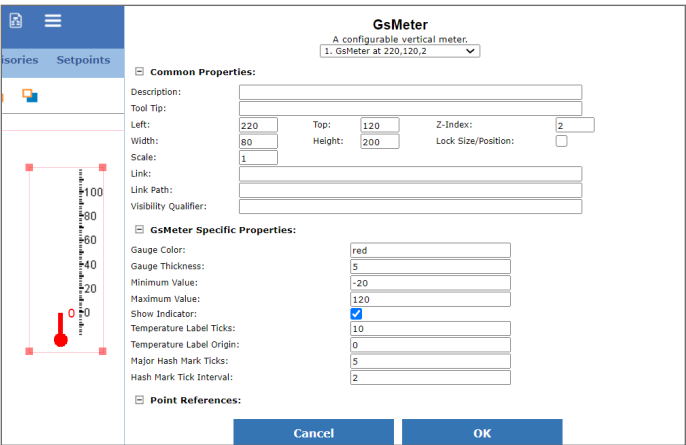 GsMeter
A configurable vertical meter.
1. GsMeter at 220,120,2
isories Setpoints
Common Properties:
Description:
Tool Tip:
Left: 220 Top: 120 Z-Index: 2
Width: 80 Height: 200 Lock Size/Position:
Scale: 1
Link:
Link Path:
Visibility Qualifier:
GsMeter Specific Properties:
Gauge Color: red
Gauge Thickness: 5
Minimum Value: -20
Maximum Value: 120
Show Indicator:
Temperature Label Ticks: 10
Temperature Label Origin: 0
Major Hash Mark Ticks: 5
Hash Mark Tick Interval: 2
Point References:
Cancel OK
100
80
60
40
20
0 0